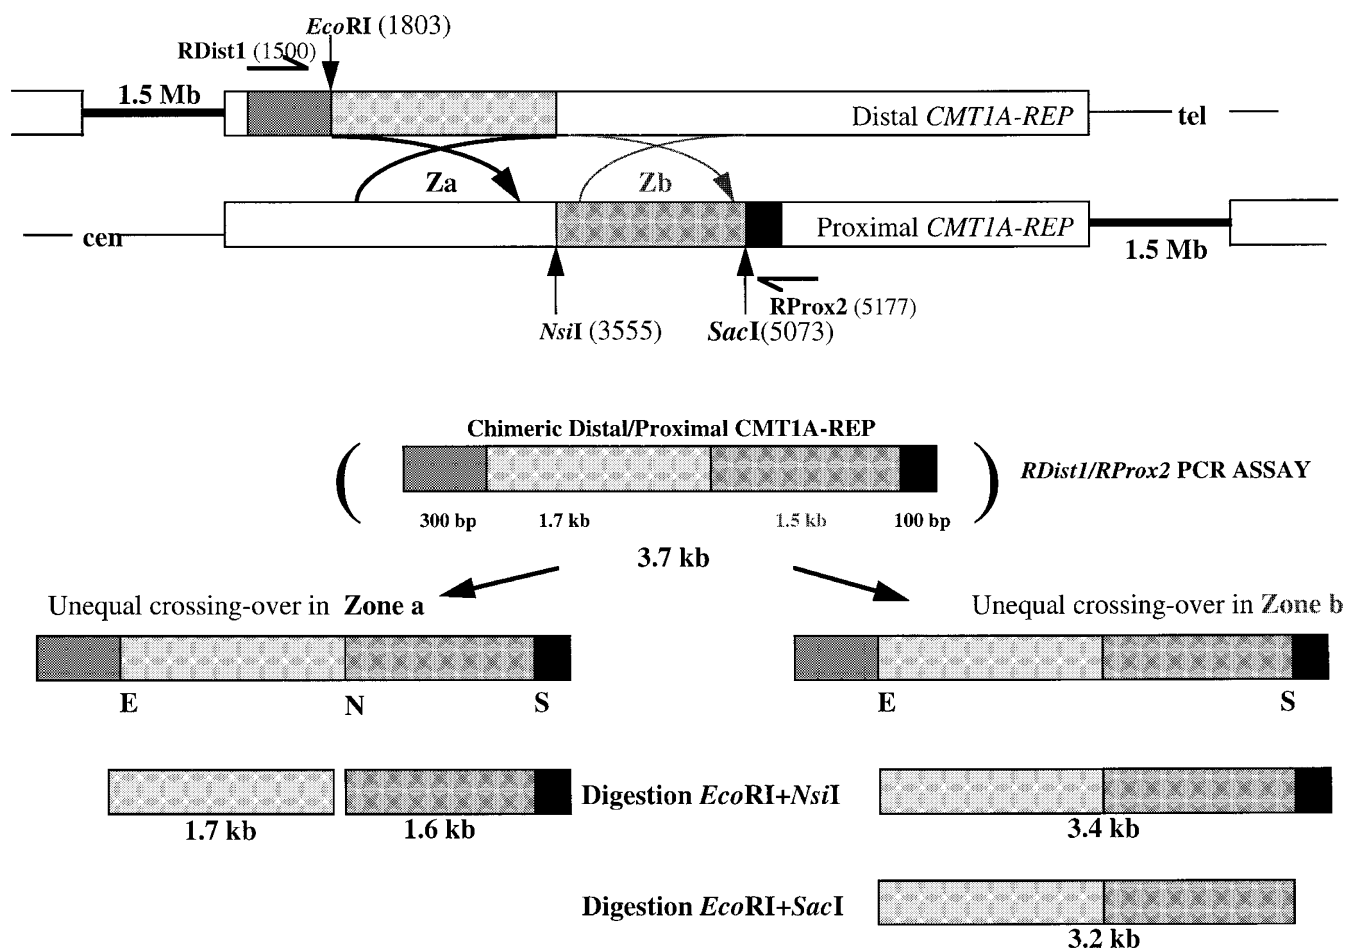 EcoRI (1803)
RDist1 (1500)
1.5 Mb
Distal CMT1A-REP
tel
Za
Zb
cen
Proximal CMT1A-REP
1.5 Mb
RProx2 (5177)
NsiI (3555)
SacI(5073)
Chimeric Distal/Proximal CMT1A-REP
RDist1/RProx2 PCR ASSAY
300 bp
1.7 kb
1.5 kb
100 bp
3.7 kb
Unequal crossing-over in Zone a
Unequal crossing-over in Zone b
E
N
S
E
S
Digestion EcoRI+NsiI
1.7 kb
1.6 kb
3.4 kb
Digestion EcoRI+SacI
3.2 kb